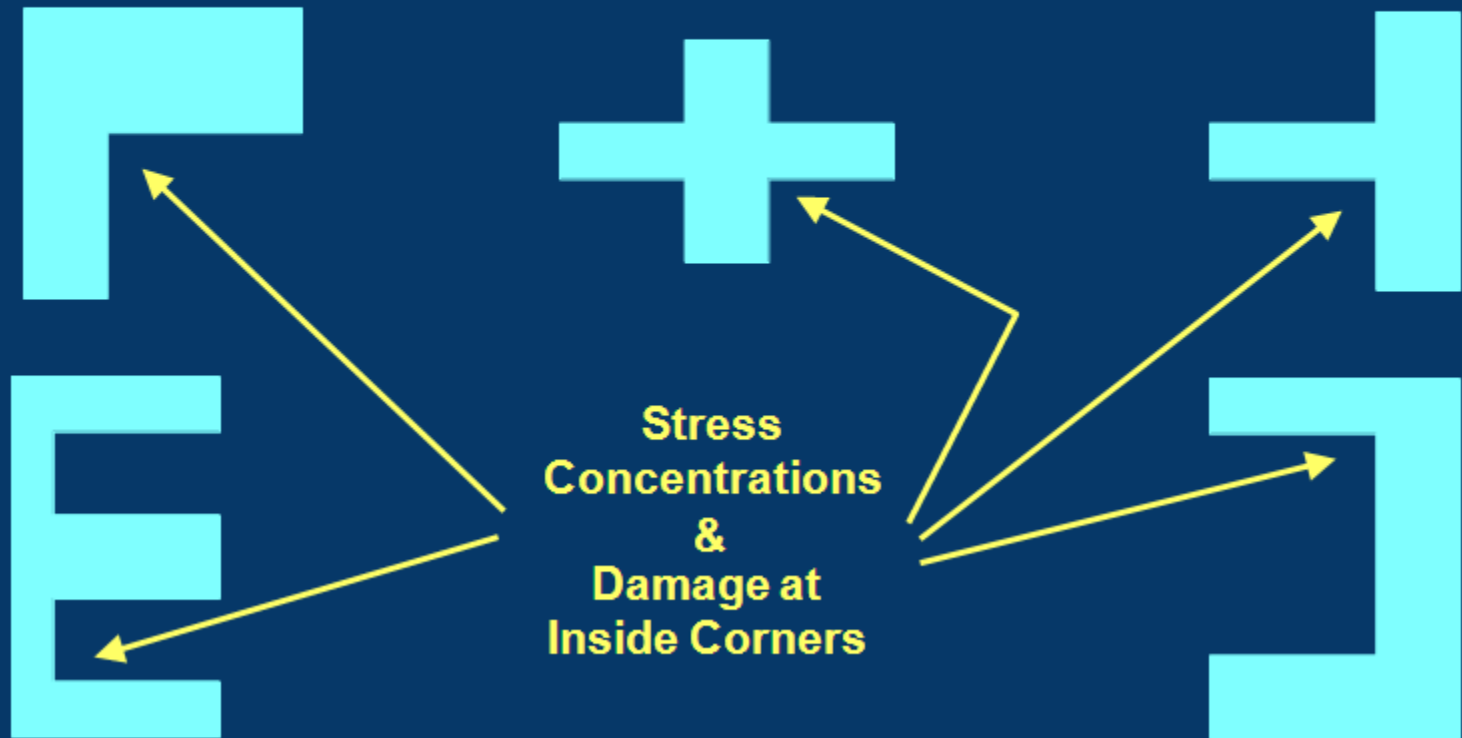 Stress
Concentrations
&
Damage at
Inside Corners